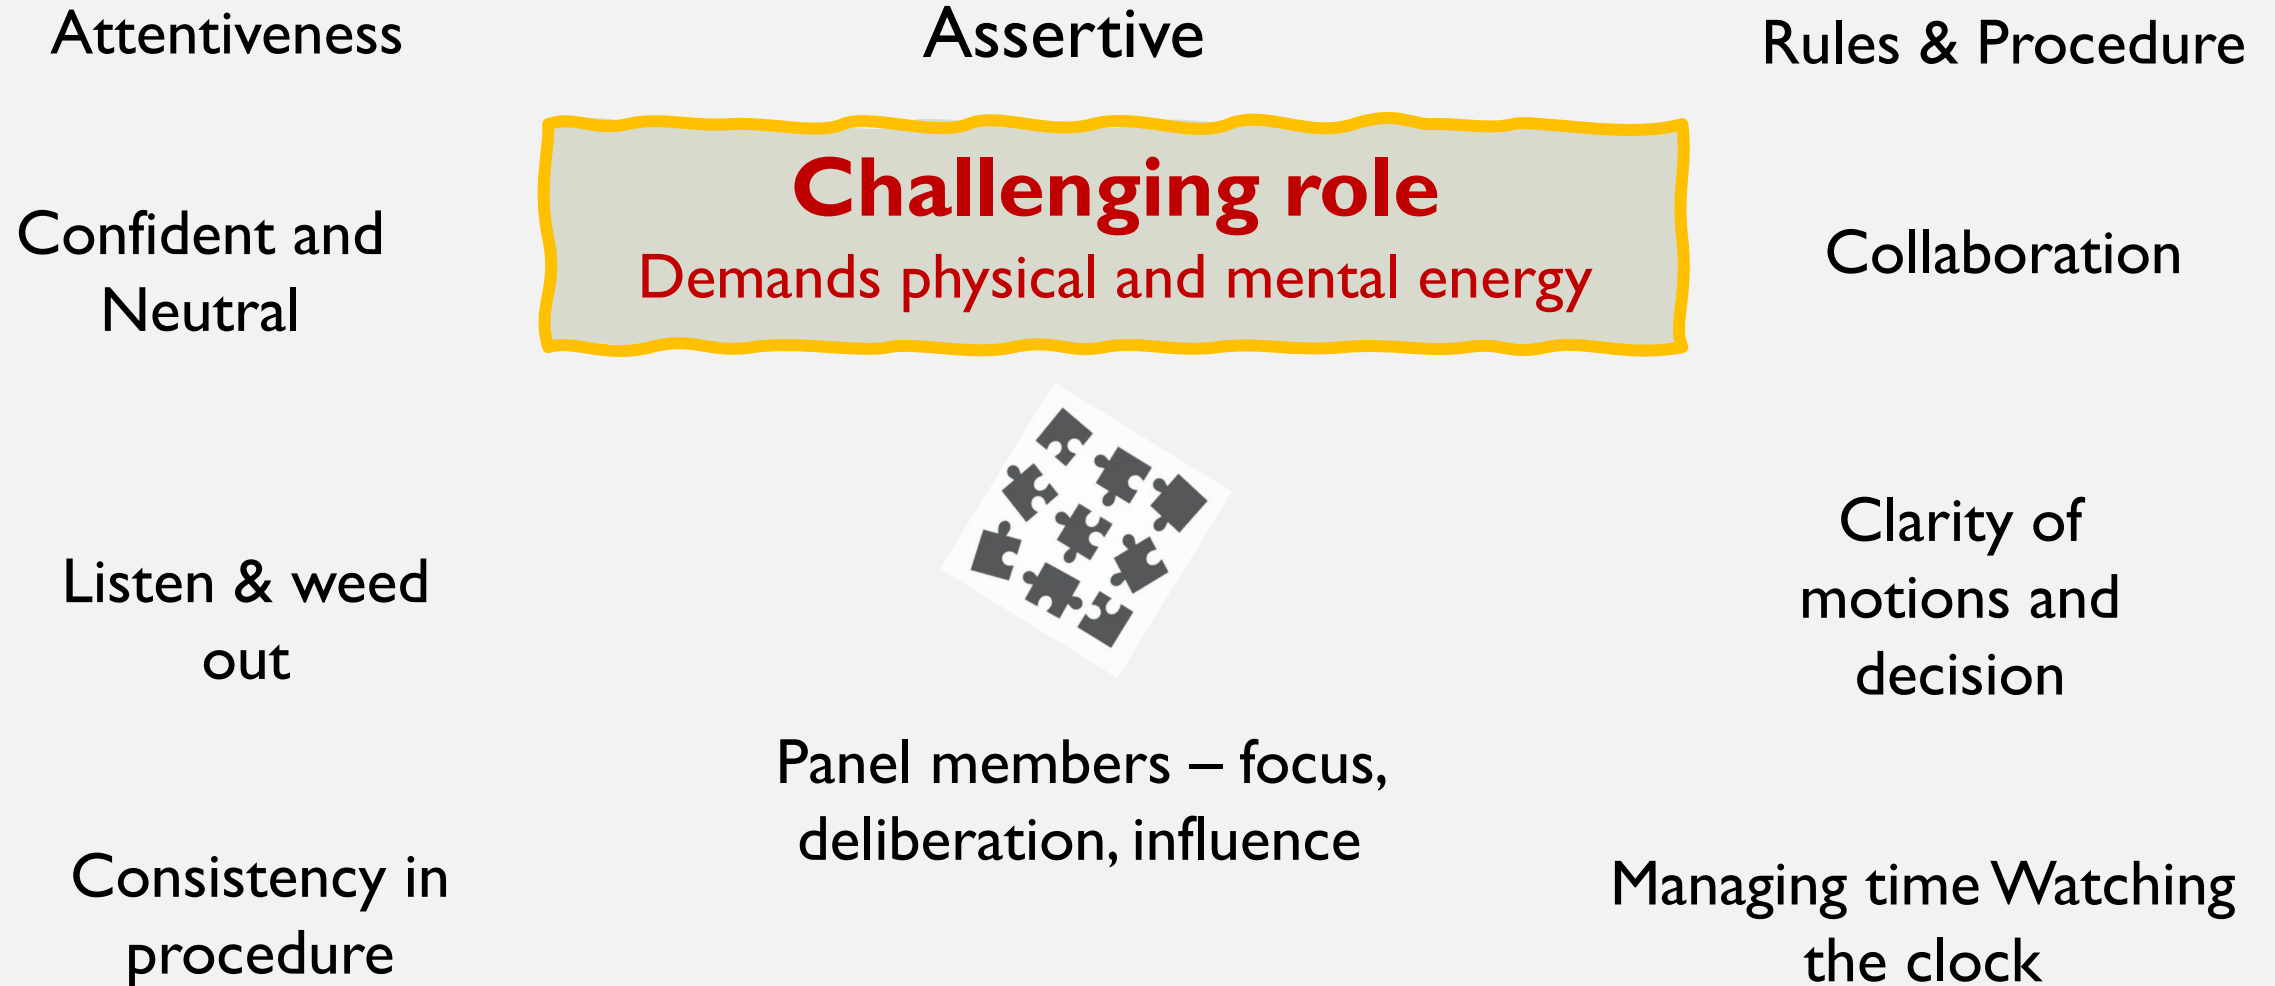 Attentiveness
Assertive
Rules & Procedure
Challenging role
Demands physical and mental energy
Confident and
Neutral
Collaboration
Listen & weed
out
Clarity of
motions and
decision
Panel members – focus,
deliberation, influence
Consistency in
procedure
Managing time Watching
the clock